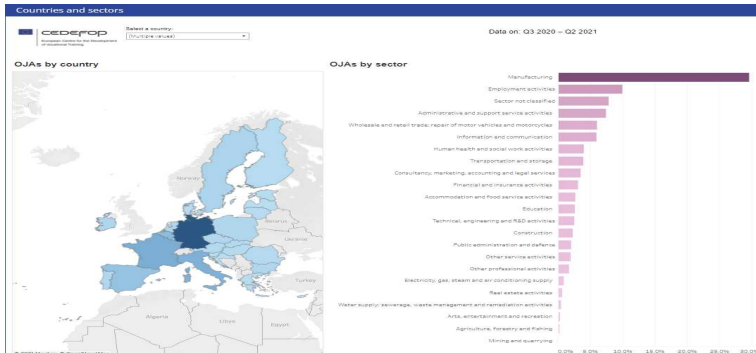 Countries and sectors
CEDEFOP
European Centre for the Development
of Vocational Training
Select a country:
(Multiple values)
Data on: Q3 2020 – Q2 2021
OJAs by country
OJAs by sector
Norway
Belarus
Ukraine
Turkey
Algeria
Libya
Egypt
Manufacturing
Employment activities
Sector not classified
Administrative and support service activities
Wholesale and retail trade; repair of motor vehicles and motorcycles
Information and communication
Human health and social work activities
Transportation and storage
Consultancy, marketing, accounting and legal services
Financial and insurance activities
Accommodation and food service activities
Education
Technical, engineering and R&D activities
Construction
Public administration and defence
Other service activities
Other professional activities
Electricity, gas, steam and air conditioning supply
Real estate activities
Water supply; sewerage, waste management and remediation activities
Arts, entertainment and recreation
Agriculture, forestry and fishing
Mining and quarrying
0.0% 5.0% 10.0% 15.0% 20.0% 25.0% 30.0%